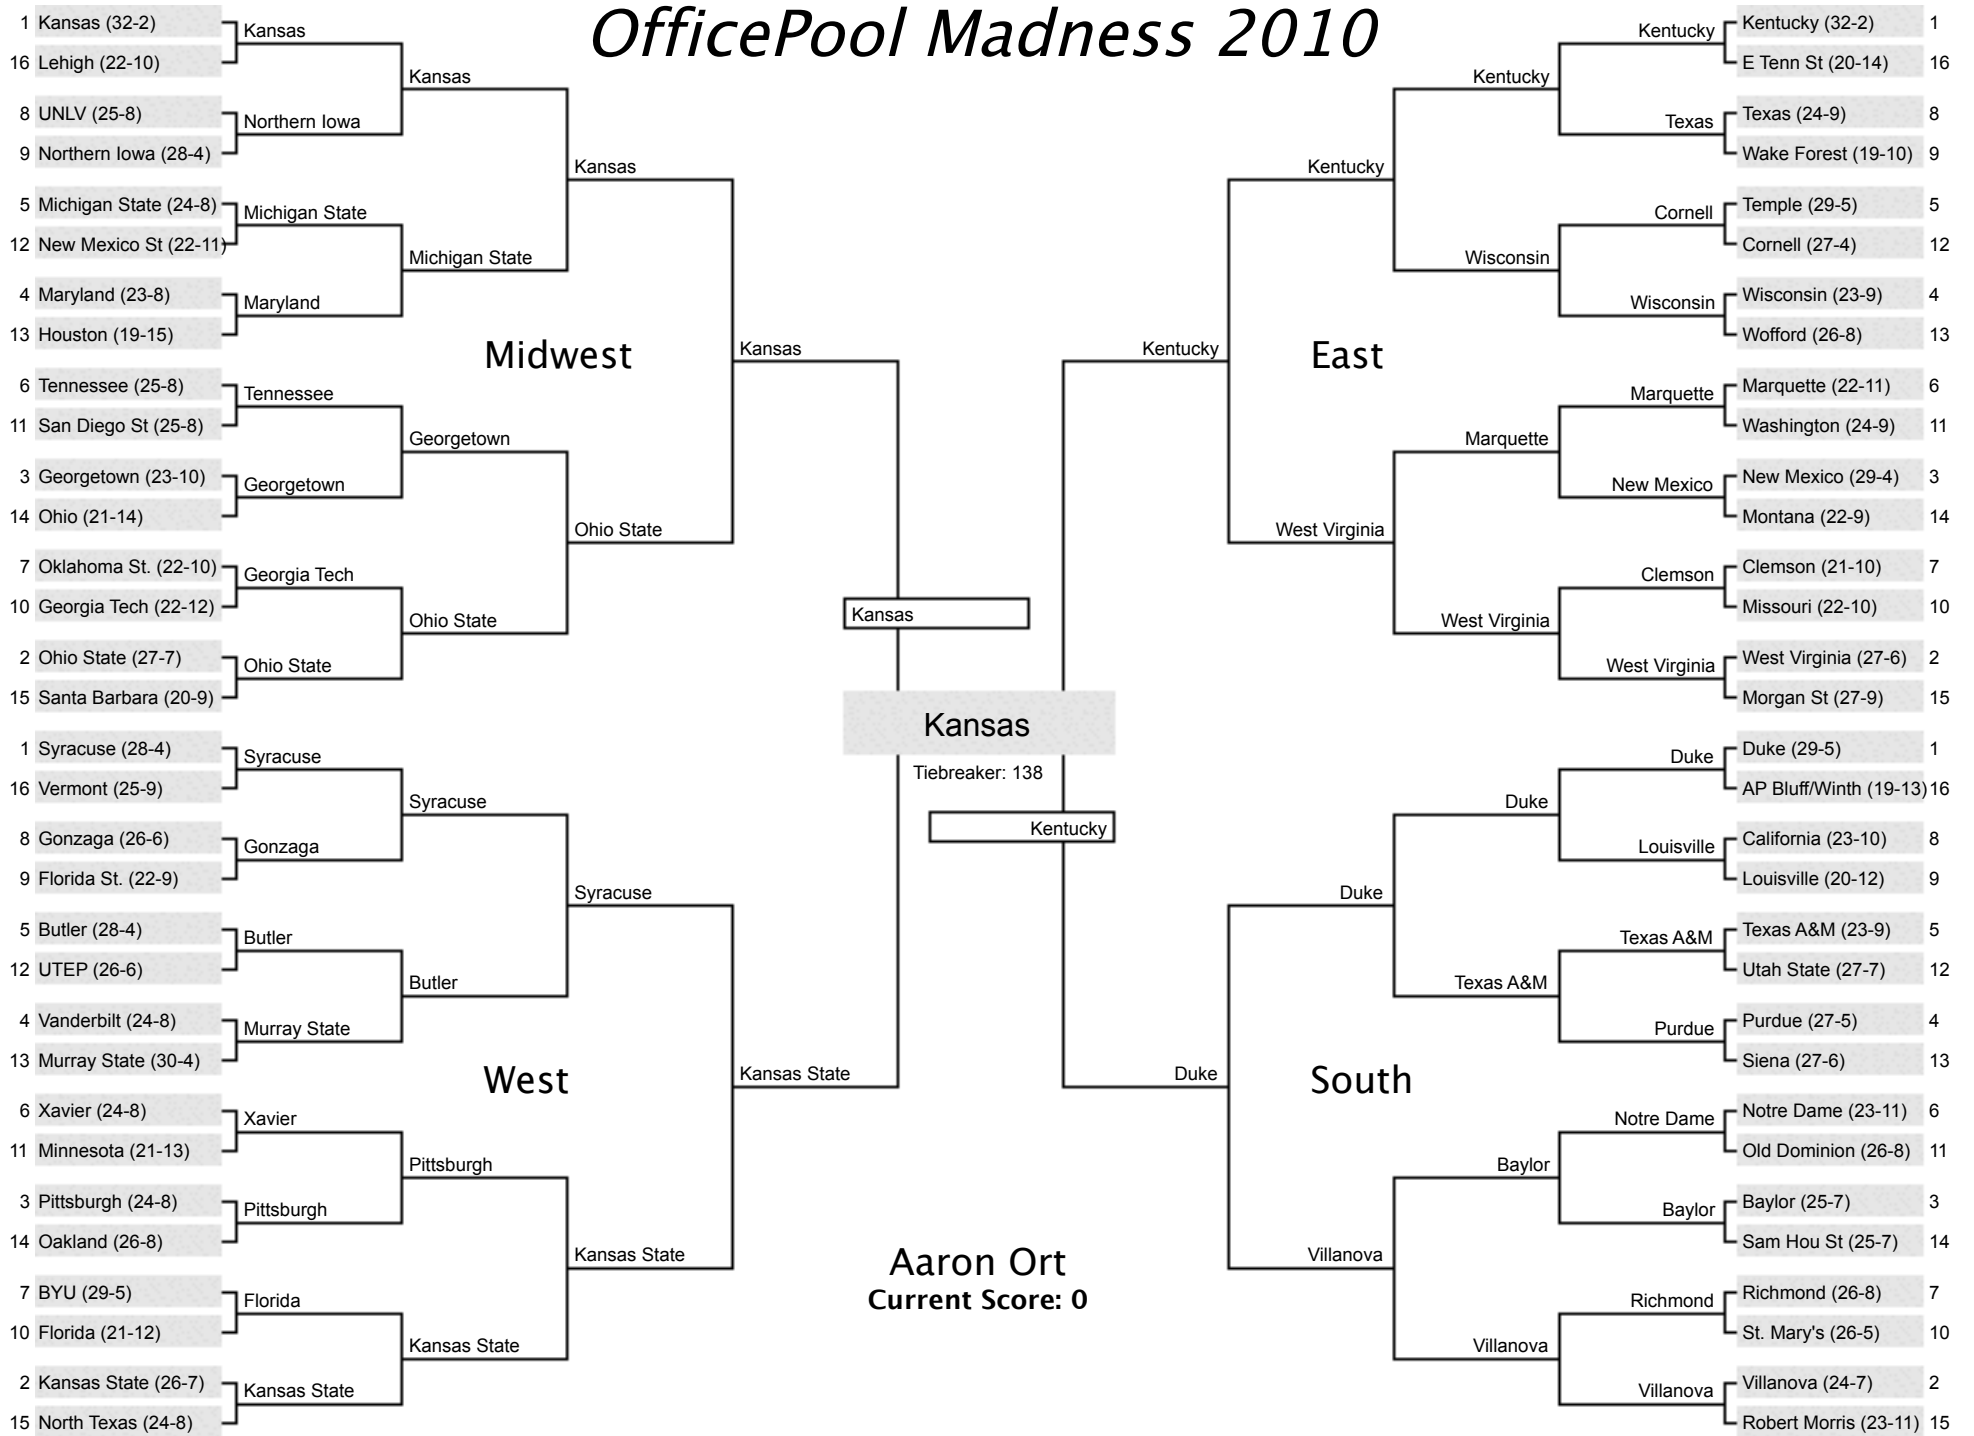 OfficePool Madness 2010
1 Kansas (32-2)
16 Lehigh (22-10)
8 UNLV (25-8)
9 Northern Iowa (28-4)
5 Michigan State (24-8)
12 New Mexico St (22-11)
4 Maryland (23-8)
13 Houston (19-15)
6 Tennessee (25-8)
11 San Diego St (25-8)
3 Georgetown (23-10)
14 Ohio (21-14)
7 Oklahoma St. (22-10)
10 Georgia Tech (22-12)
2 Ohio State (27-7)
15 Santa Barbara (20-9)
Kansas
Northern Iowa
Michigan State
Maryland
Tennessee
Georgetown
Georgia Tech
Ohio State
Kansas
Michigan State
Georgetown
Ohio State
Kansas
Ohio State
Kansas
Midwest
1 Syracuse (28-4)
16 Vermont (25-9)
8 Gonzaga (26-6)
9 Florida St. (22-9)
5 Butler (28-4)
12 UTEP (26-6)
4 Vanderbilt (24-8)
13 Murray State (30-4)
6 Xavier (24-8)
11 Minnesota (21-13)
3 Pittsburgh (24-8)
14 Oakland (26-8)
7 BYU (29-5)
10 Florida (21-12)
2 Kansas State (26-7)
15 North Texas (24-8)
Syracuse
Gonzaga
Butler
Murray State
Xavier
Pittsburgh
Florida
Kansas State
Syracuse
Butler
Pittsburgh
Kansas State
Syracuse
Kansas State
Kansas State
West
Kansas
Kansas
Tiebreaker: 138
Kentucky
Aaron Ort
Current Score: 0
Kentucky (32-2) 1
E Tenn St (20-14) 16
Texas (24-9) 8
Wake Forest (19-10) 9
Temple (29-5) 5
Cornell (27-4) 12
Wisconsin (23-9) 4
Wofford (26-8) 13
Marquette (22-11) 6
Washington (24-9) 11
New Mexico (29-4) 3
Montana (22-9) 14
Clemson (21-10) 7
Missouri (22-10) 10
West Virginia (27-6) 2
Morgan St (27-9) 15
Kentucky
Texas
Cornell
Wisconsin
Marquette
New Mexico
Clemson
West Virginia
Kentucky
Wisconsin
Marquette
West Virginia
Kentucky
West Virginia
Kentucky
East
Duke (29-5) 1
AP Bluff/Winth (19-13) 16
California (23-10) 8
Louisville (20-12) 9
Texas A&M (23-9) 5
Utah State (27-7) 12
Purdue (27-5) 4
Siena (27-6) 13
Notre Dame (23-11) 6
Old Dominion (26-8) 11
Baylor (25-7) 3
Sam Hou St (25-7) 14
Richmond (26-8) 7
St. Mary's (26-5) 10
Villanova (24-7) 2
Robert Morris (23-11) 15
Duke
Louisville
Texas A&M
Purdue
Notre Dame
Baylor
Richmond
Villanova
Duke
Texas A&M
Baylor
Villanova
Duke
Villanova
Duke
South